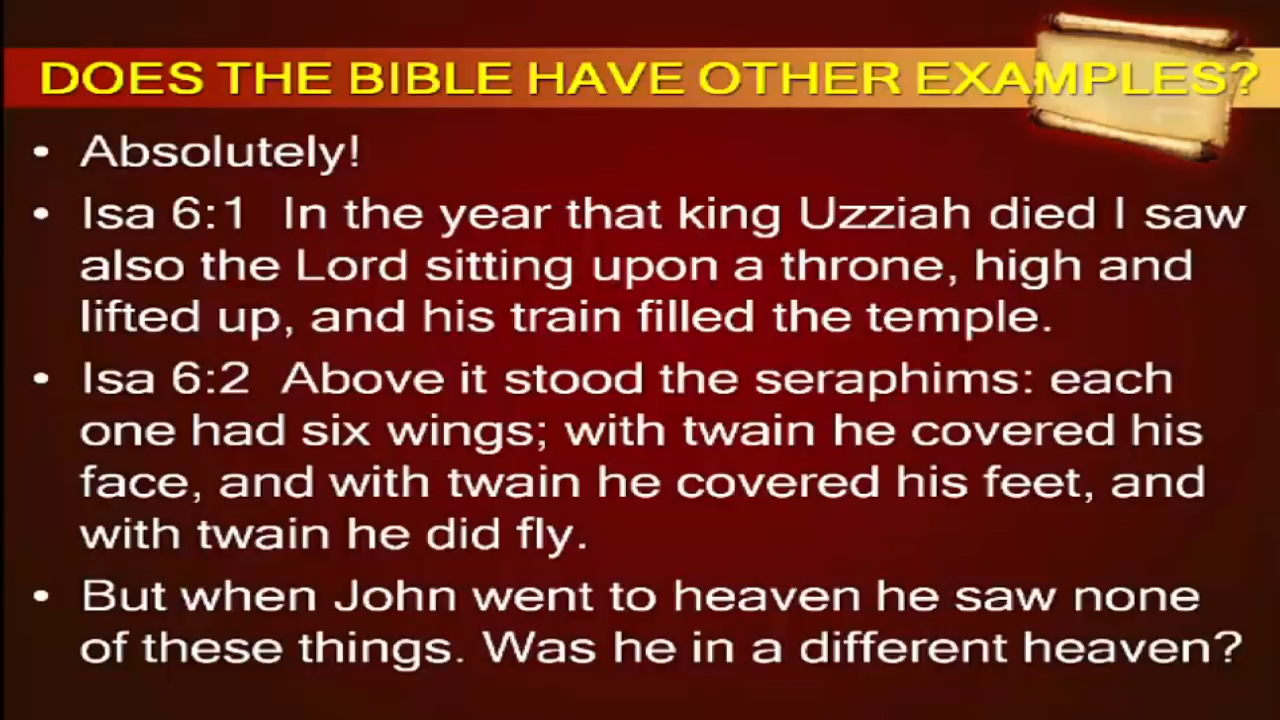 DOES THE BIBLE HAVE OTHER EXAMPLES?
• Absolutely!
• Isa 6:1  In the year that king Uzziah died I saw
also the Lord sitting upon a throne, high and
lifted up, and his train filled the temple.
• Isa 6:2  Above it stood the seraphims: each
one had six wings; with twain he covered his
face, and with twain he covered his feet, and
with twain he did fly.
• But when John went to heaven he saw none
of these things. Was he in a different heaven?